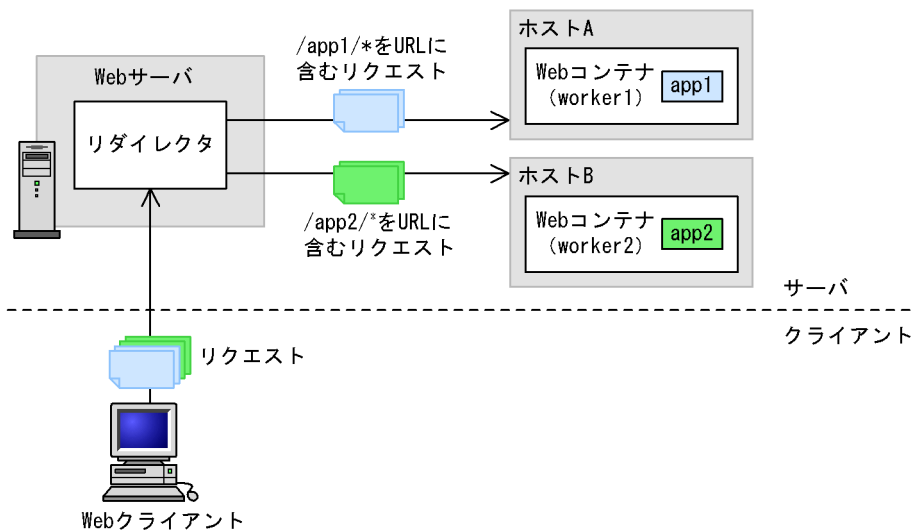 /app1/*をURLに
含むリクエスト
ホストA
Webコンテナ
(worker1)
app1
Webサーバ
リダイレクタ
ホストB
Webコンテナ
(worker2)
app2
/app2/*をURLに
含むリクエスト
サーバ
クライアント
リクエスト
Webクライアント